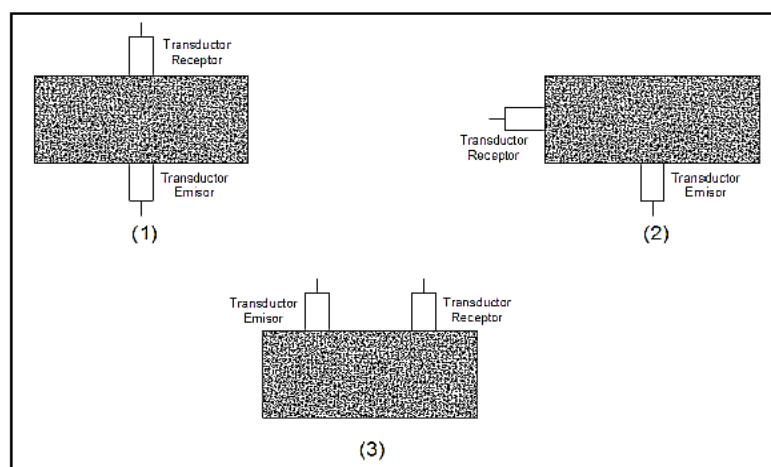 Transductor
Receptor
Transductor
Emisor
(1)
Transductor
Receptor
Transductor
Emisor
(2)
Transductor
Emisor
Transductor
Receptor
(3)